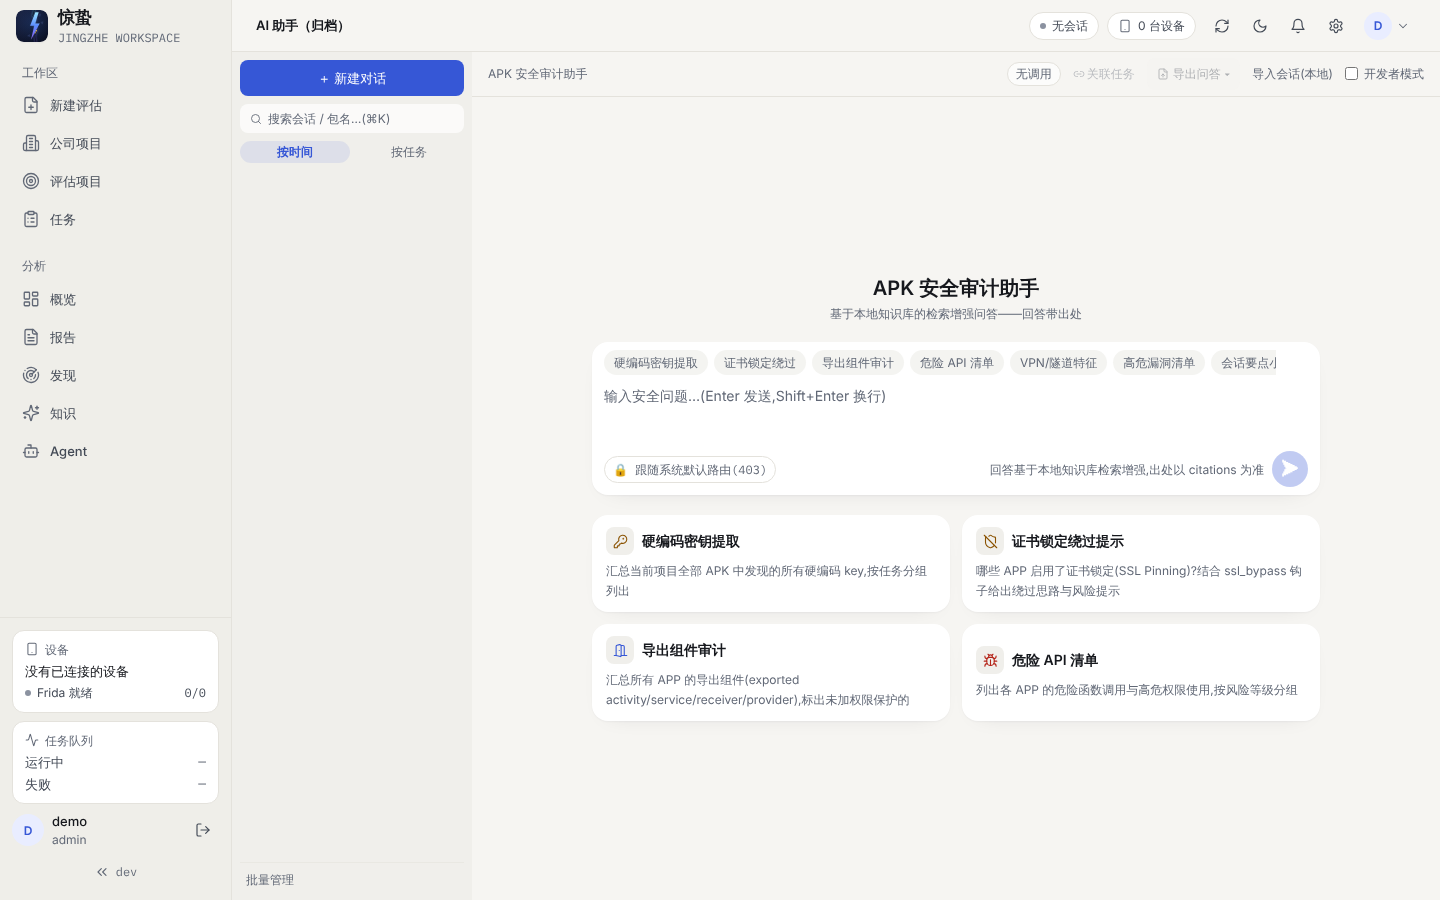 惊蛰
JINGZHE WORKSPACE
工作区
新建评估
公司项目
评估项目
任务
分析
概览
报告
发现
知识
Agent
设备
没有已连接的设备
Frida 就绪 0/0
任务队列
运行中 —
失败 —
D demo
admin
dev
AI 助手（归档）
无会话
0 台设备
D
+ 新建对话
搜索会话 / 包名...(⌘K)
按时间 按任务
批量管理
APK 安全审计助手
无调用 关联任务 导出问答 导入会话(本地) 开发者模式
APK 安全审计助手
基于本地知识库的检索增强问答——回答带出处
硬编码密钥提取 证书锁定绕过 导出组件审计 危险 API 清单 VPN/隧道特征 高危漏洞清单 会话要点
输入安全问题...(Enter 发送,Shift+Enter 换行)
跟随系统默认路由(403) 回答基于本地知识库检索增强,出处以 citations 为准
硬编码密钥提取
汇总当前项目全部 APK 中发现的所有硬编码 key,按任务分组
列出
证书锁定绕过提示
哪些 APP 启用了证书锁定(SSL Pinning)?结合 ssl_bypass 钩
子给出绕过思路与风险提示
导出组件审计
汇总所有 APP 的导出组件(exported
activity/service/receiver/provider),标出未加权限保护的
危险 API 清单
列出各 APP 的危险函数调用与高危权限使用,按风险等级分组